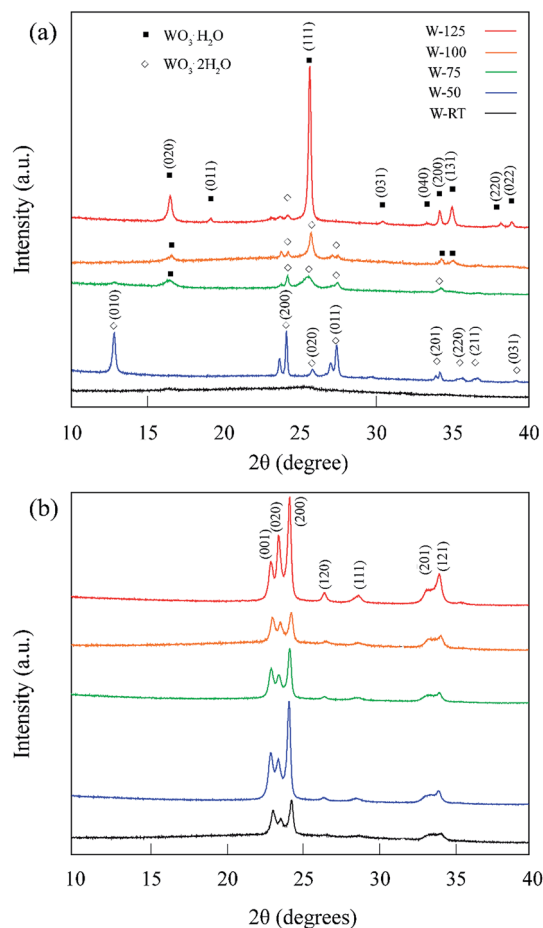 (a)
■ WO₃·H₂O
◇ WO₃·2H₂O
W-125
W-100
W-75
W-50
W-RT
(020)
(011)
(111)
(031)
(040)
(200)
(131)
(220)
(022)
(010)
(200)
(020)
(011)
(201)
(220)
(211)
(031)
Intensity (a.u.)
10 15 20 25 30 35 40
2θ (degree)
(b)
(001)
(020)
(200)
(120)
(111)
(201)
(121)
Intensity (a.u.)
10 20 25 30 35 40
2θ (degrees)